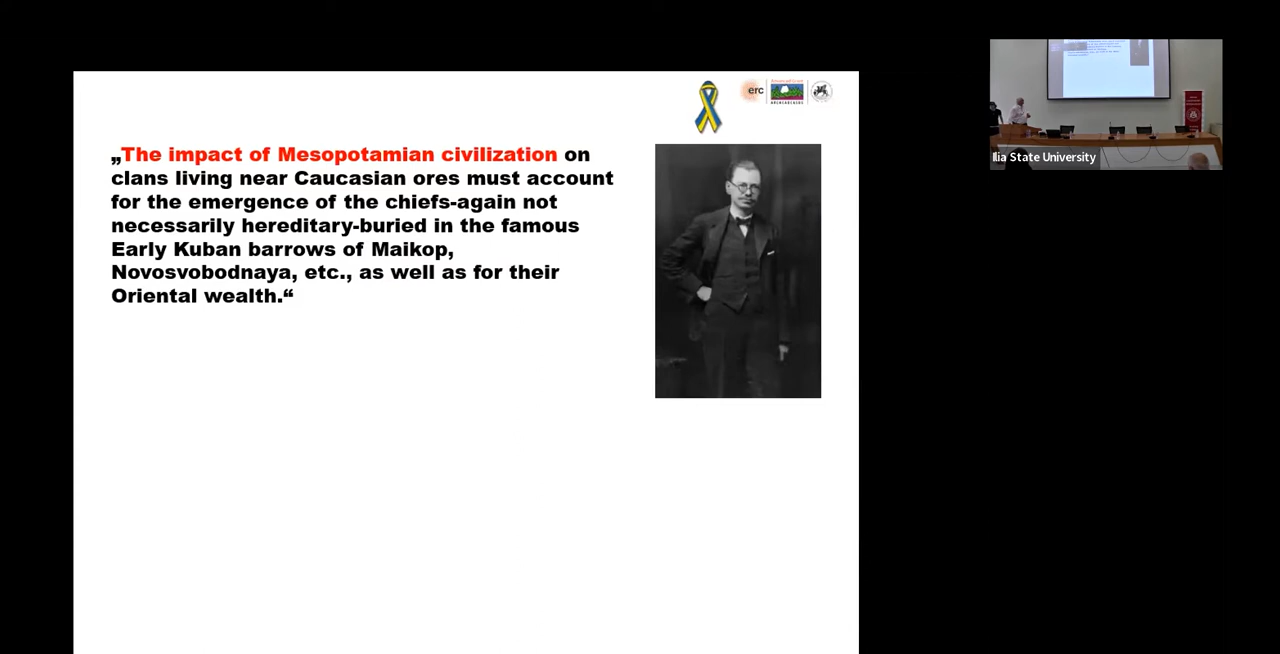 erc
„The impact of Mesopotamian civilization on
clans living near Caucasian ores must account
for the emergence of the chiefs-again not
necessarily hereditary-buried in the famous
Early Kuban barrows of Maikop,
Novosvobodnaya, etc., as well as for their
Oriental wealth.“
Ilia State University